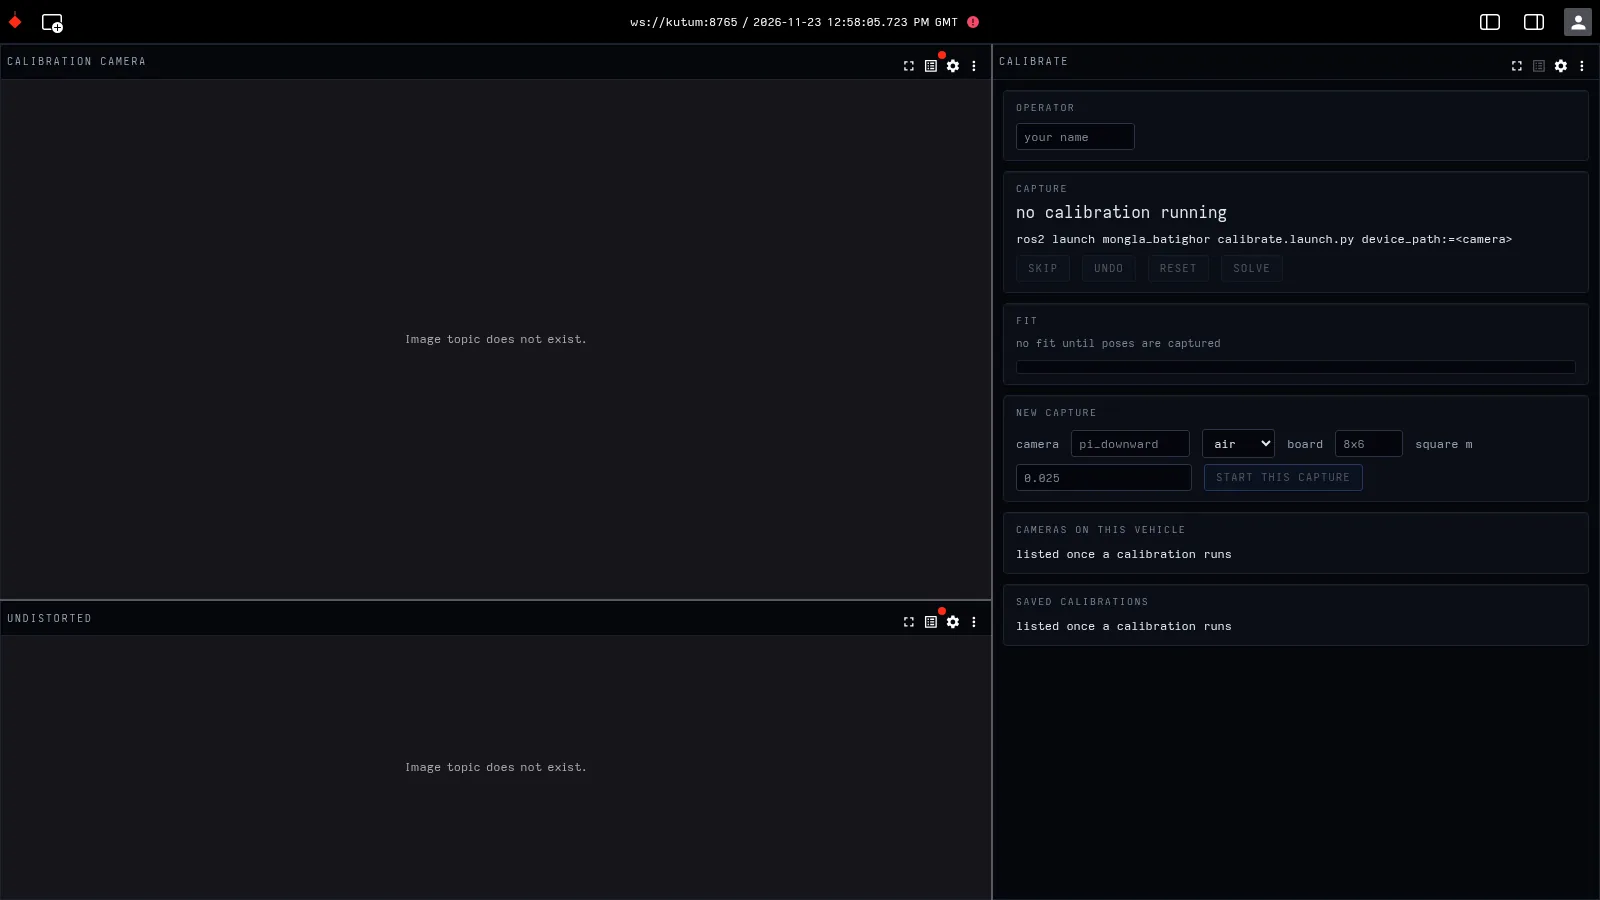 ws://kutum:8765 / 2026-11-23 12:58:05.723 PM GMT
CALIBRATION CAMERA
Image topic does not exist.
UNDISTORTED
Image topic does not exist.
CALIBRATE
OPERATOR
your name
CAPTURE
no calibration running
ros2 launch mongla_batighor calibrate.launch.py device_path:=<camera>
SKIP UNDO RESET SOLVE
FIT
no fit until poses are captured
NEW CAPTURE
camera pi_downward air board 8x6 square m
0.025 START THIS CAPTURE
CAMERAS ON THIS VEHICLE
listed once a calibration runs
SAVED CALIBRATIONS
listed once a calibration runs